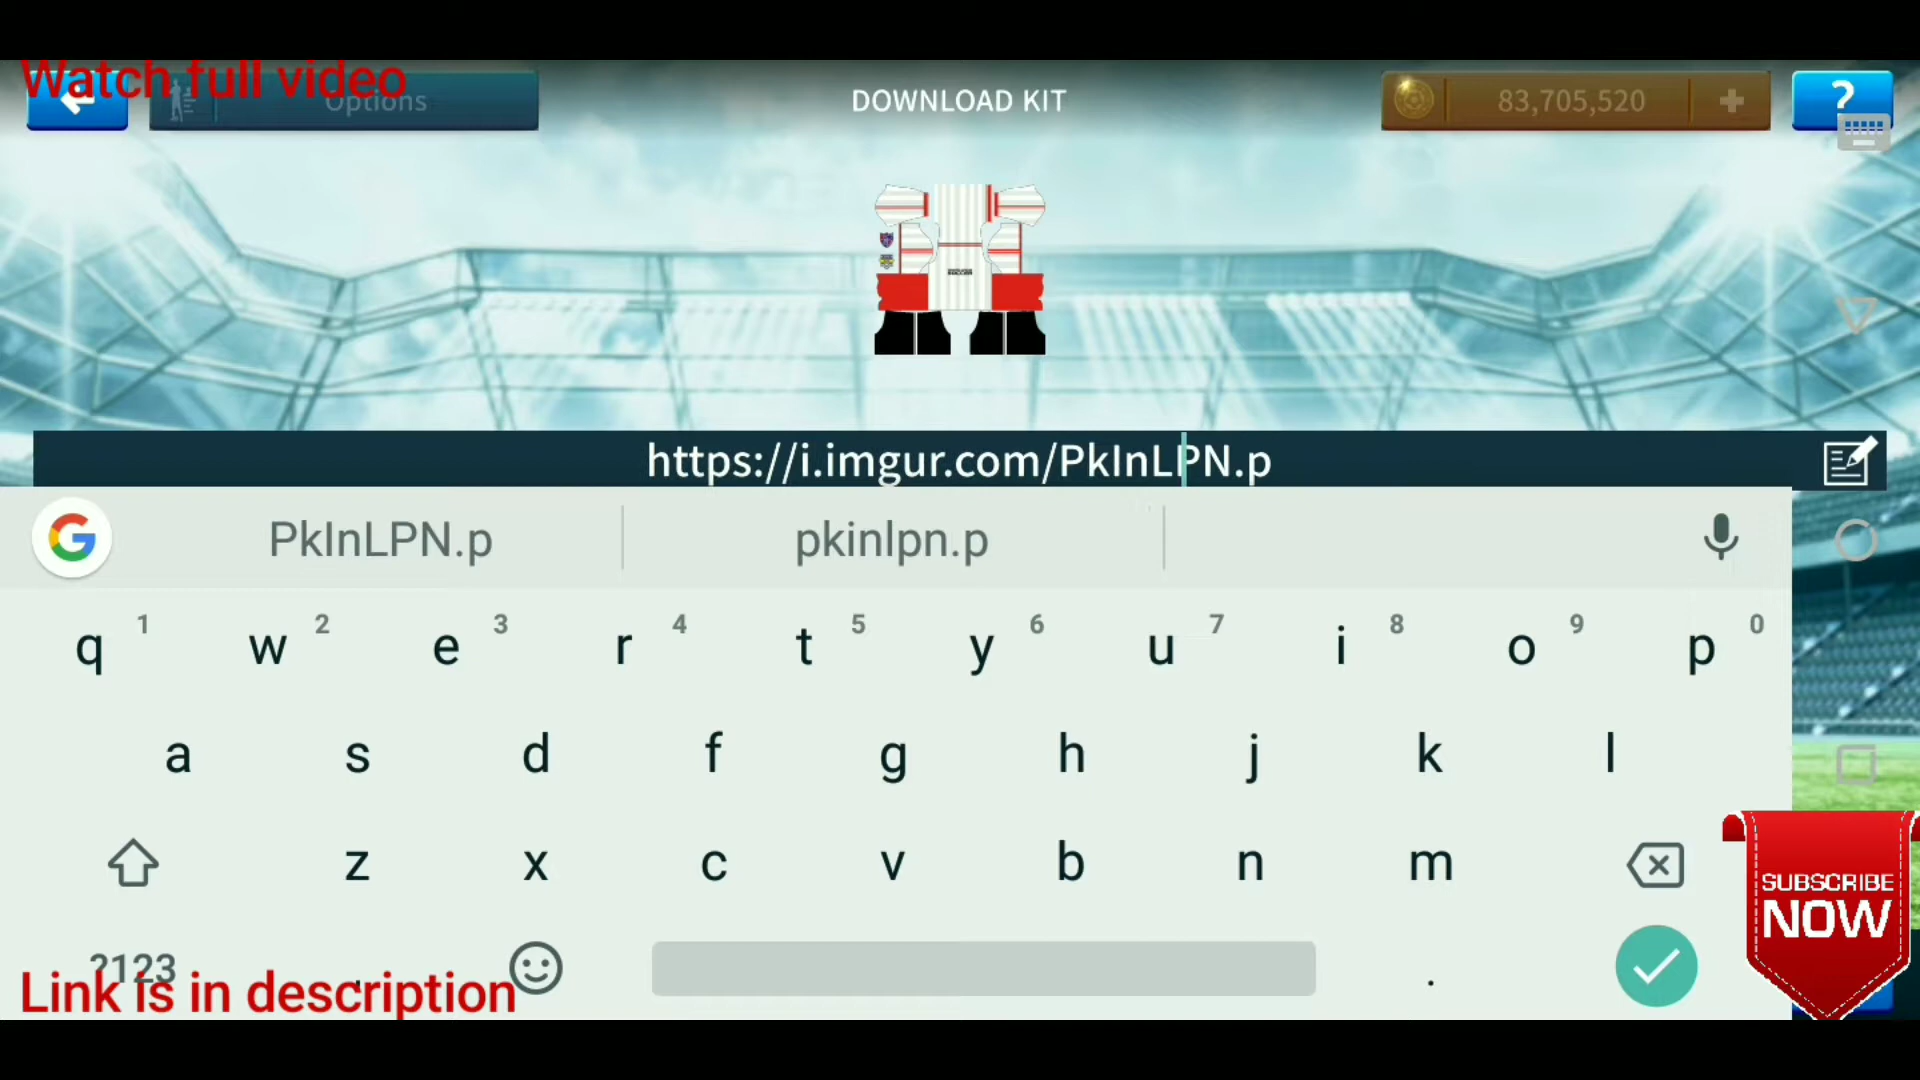 Watch full video
Options
DOWNLOAD KIT
83,705,520
?
https://i.imgur.com/PkInLPN.p
G
PkInLPN.p
pkinlpn.p
q 1 w 2 e 3 r 4 t 5 y 6 u 7 i 8 o 9 p 0
a s d f g h j k l
z x c v b n m
?123 , .
Link is in description
SUBSCRIBE
NOW